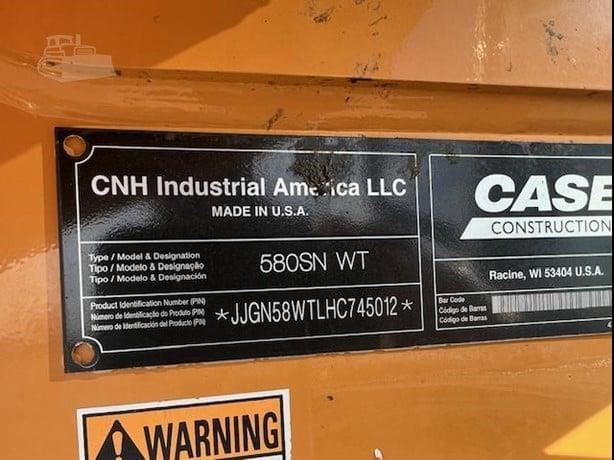 CNH Industrial America LLC
MADE IN U.S.A.
Type / Model & Designation
Tipo / Modelo & Designação
Tipo / Modelo & Designación
580SN WT
Product Identification Number (PIN)
Número de Identificação do Produto (PIN)
Número de Identificación del Producto (PIN)
*JJGN58WTLHC745012*
CASE
CONSTRUCTION
Racine, WI 53404 U.S.A.
Bar Code
Código de Barras
Código de Barras
WARNING